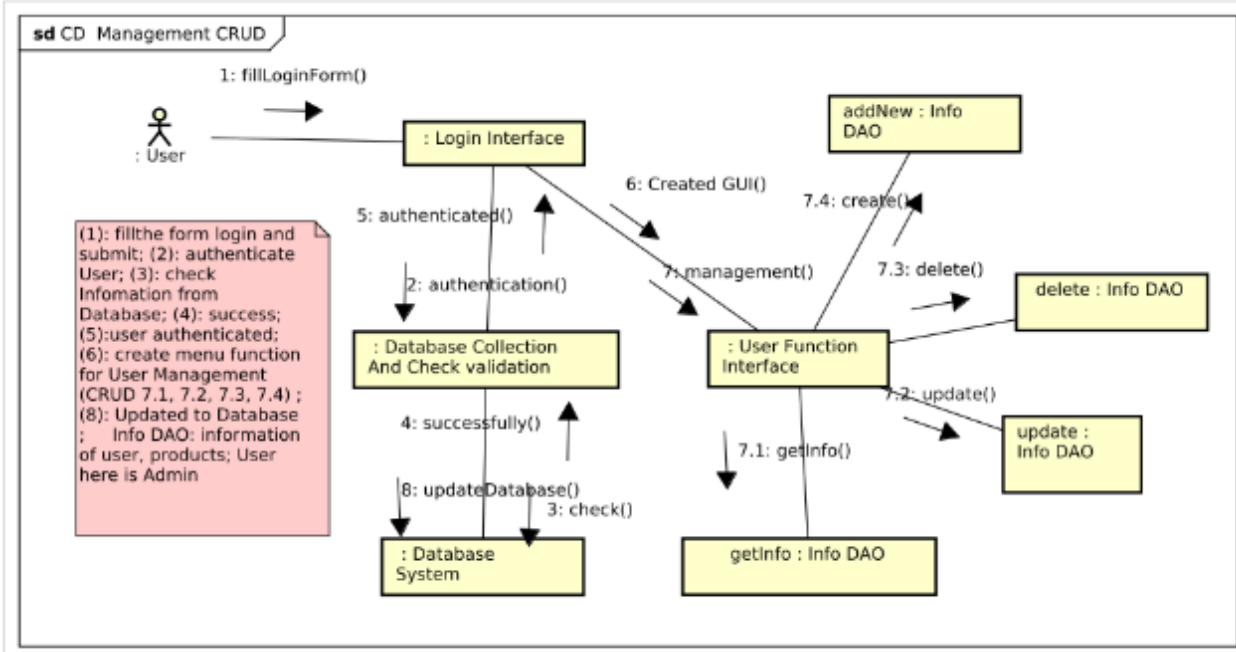 sd CD Management CRUD
1: fillLoginForm()
: User
: Login Interface
addNew : Info
DAO
6: Created GUI()
7.4: create()
5: authenticated()
(1): fillthe form login and
submit; (2): authenticate
User; (3): check
Infomation from
Database; (4): success;
(5):user authenticated;
(6): create menu function
for User Management
(CRUD 7.1, 7.2, 7.3, 7.4) ;
(8): Updated to Database
; Info DAO: information
of user, products; User
here is Admin
2: authentication()
7: management()
7.3: delete()
delete : Info DAO
: Database Collection
And Check validation
: User Function
Interface
7.2: update()
4: successfully()
7.1: getInfo()
update :
Info DAO
8: updateDatabase()
3: check()
: Database
System
getInfo : Info DAO